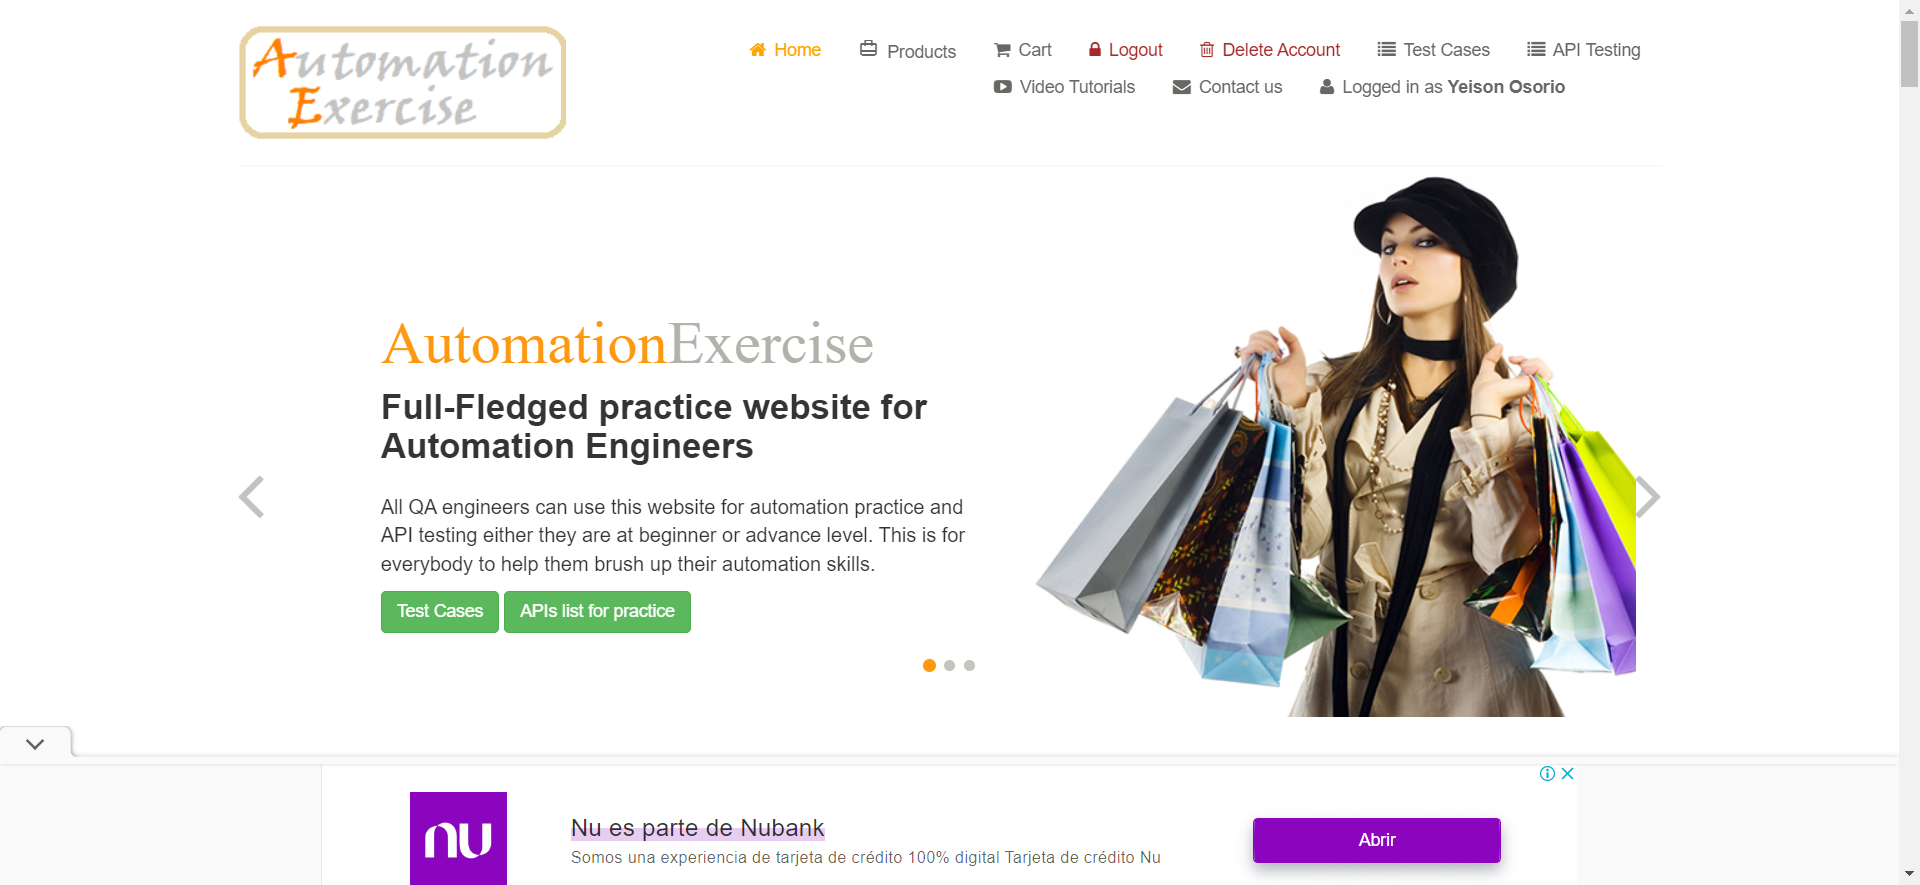 Automation
Exercise
Home Products Cart Logout Delete Account Test Cases API Testing
Video Tutorials Contact us Logged in as Yeison Osorio
AutomationExercise
Full-Fledged practice website for
Automation Engineers
All QA engineers can use this website for automation practice and
API testing either they are at beginner or advance level. This is for
everybody to help them brush up their automation skills.
Test Cases APIs list for practice
nu
Nu es parte de Nubank
Somos una experiencia de tarjeta de crédito 100% digital Tarjeta de crédito Nu
Abrir